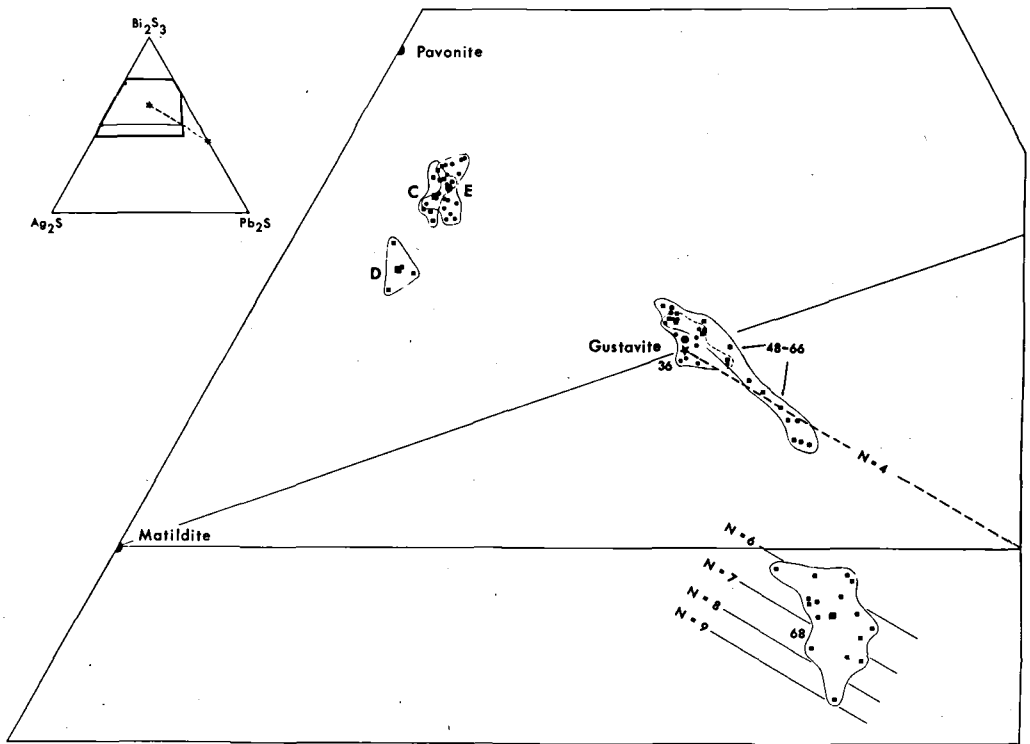 Bi2S3
Ag2S
Pb2S
Pavonite
C
E
D
Gustavite
36
48-66
N=4
Matildite
N=6
N=7
N=8
N=9
68